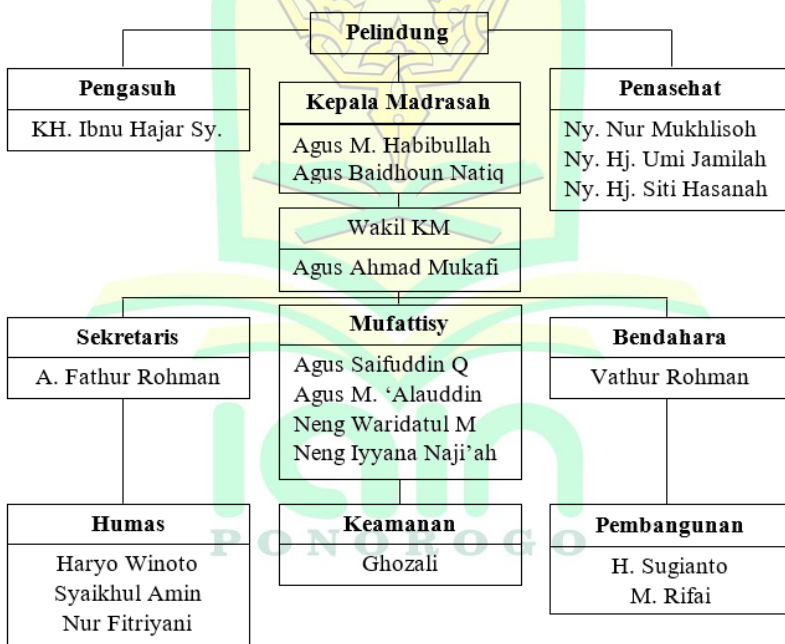 Pelindung
Pengasuh
KH. Ibnu Hajar Sy.
Kepala Madrasah
Agus M. Habibullah
Agus Baidhoun Natiq
Penasehat
Ny. Nur Mukhlisoh
Ny. Hj. Umi Jamilah
Ny. Hj. Siti Hasanah
Wakil KM
Agus Ahmad Mukafi
Sekretaris
A. Fathur Rohman
Mufattisy
Agus Saifuddin Q
Agus M. ‘Alauddin
Neng Waridatul M
Neng Iyyana Naji’ah
Bendahara
Vathur Rohman
Humas
Haryo Winoto
Syaikhul Amin
Nur Fitriyani
Keamanan
Ghozali
Pembangunan
H. Sugianto
M. Rifai
iain
PONOROGO